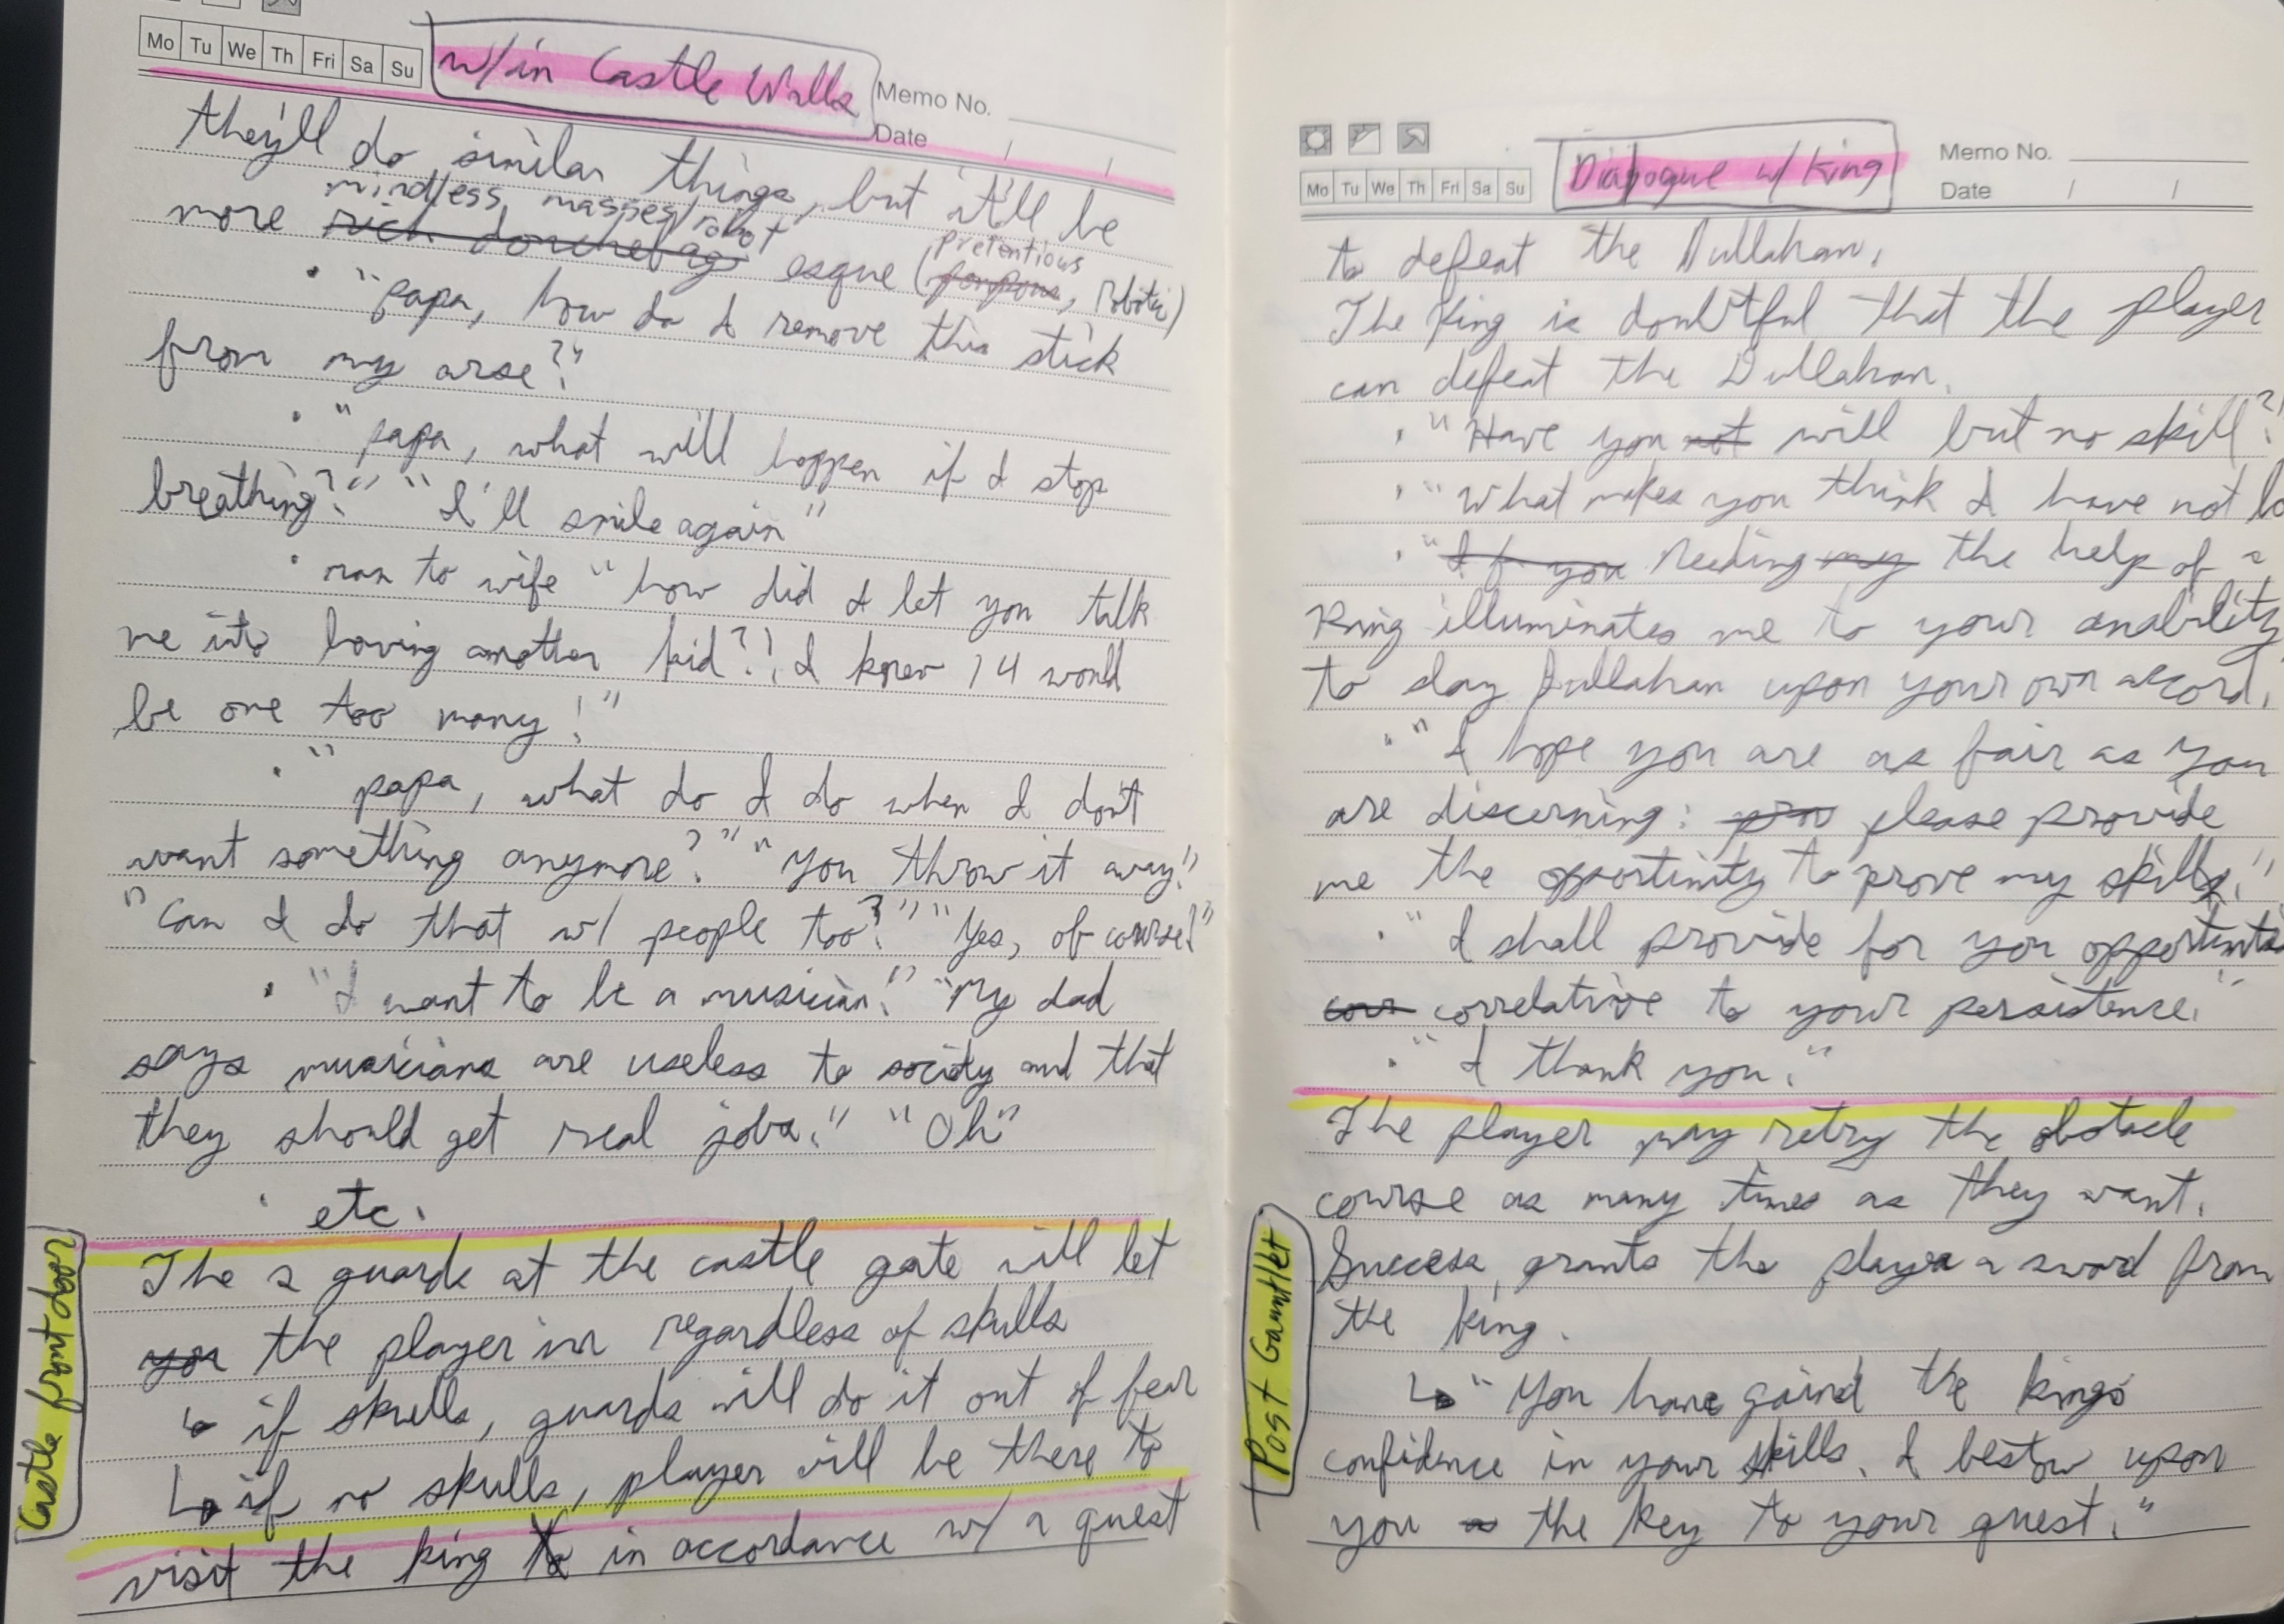 Mo Tu We Th Fri Sa Su
w/in Castle Walls
Memo No.
Date / /
they'll do similar things, but it'll be
mindless masses/robot
more rich douchebag esque (pompous, robotic)
pretentious
• "papa, how do I remove this stick
from my arse?"
• "papa, what will happen if I stop
breathing?" "I'll smile again"
• man to wife "how did I let you talk
me into having another kid?! I knew 14 would
be one too many!"
• "papa, what do I do when I don't
want something anymore?" "you throw it away!"
"Can I do that w/ people too?" "Yes, of course!"
• "I want to be a musician." "My dad
says musicians are useless to society and that
they should get real jobs." "Oh"
• etc.
Castle front door
The 2 guards at the castle gate will let
you the player in regardless of skulls
↳ if skulls, guards will do it out of fear
↳ if no skulls, player will be there to
visit the king to in accordance w/ a quest
Mo Tu We Th Fri Sa Su
Dialogue w/ King
Memo No.
Date / /
to defeat the Dullahan.
The King is doubtful that the player
can defeat the Dullahan.
• "Have you not will but no skill?"
• "What makes you think I have not
• "If you Needing my the help of a
King illuminates me to your anability
to slay Dullahan upon your own accord.
• "I hope you are as fair as you
are discerning: please provide
me the opportinity to prove my skills."
• "I shall provide for you
corr correlative to your persistence."
• "I thank you."
The player may retry the obstacle
course as many times as they want.
Post Gauntlet
Success grants the player a sword from
the king.
↳ "You have gaind the kings
confidence in your skills. I bestow upon
you the key to your quest."